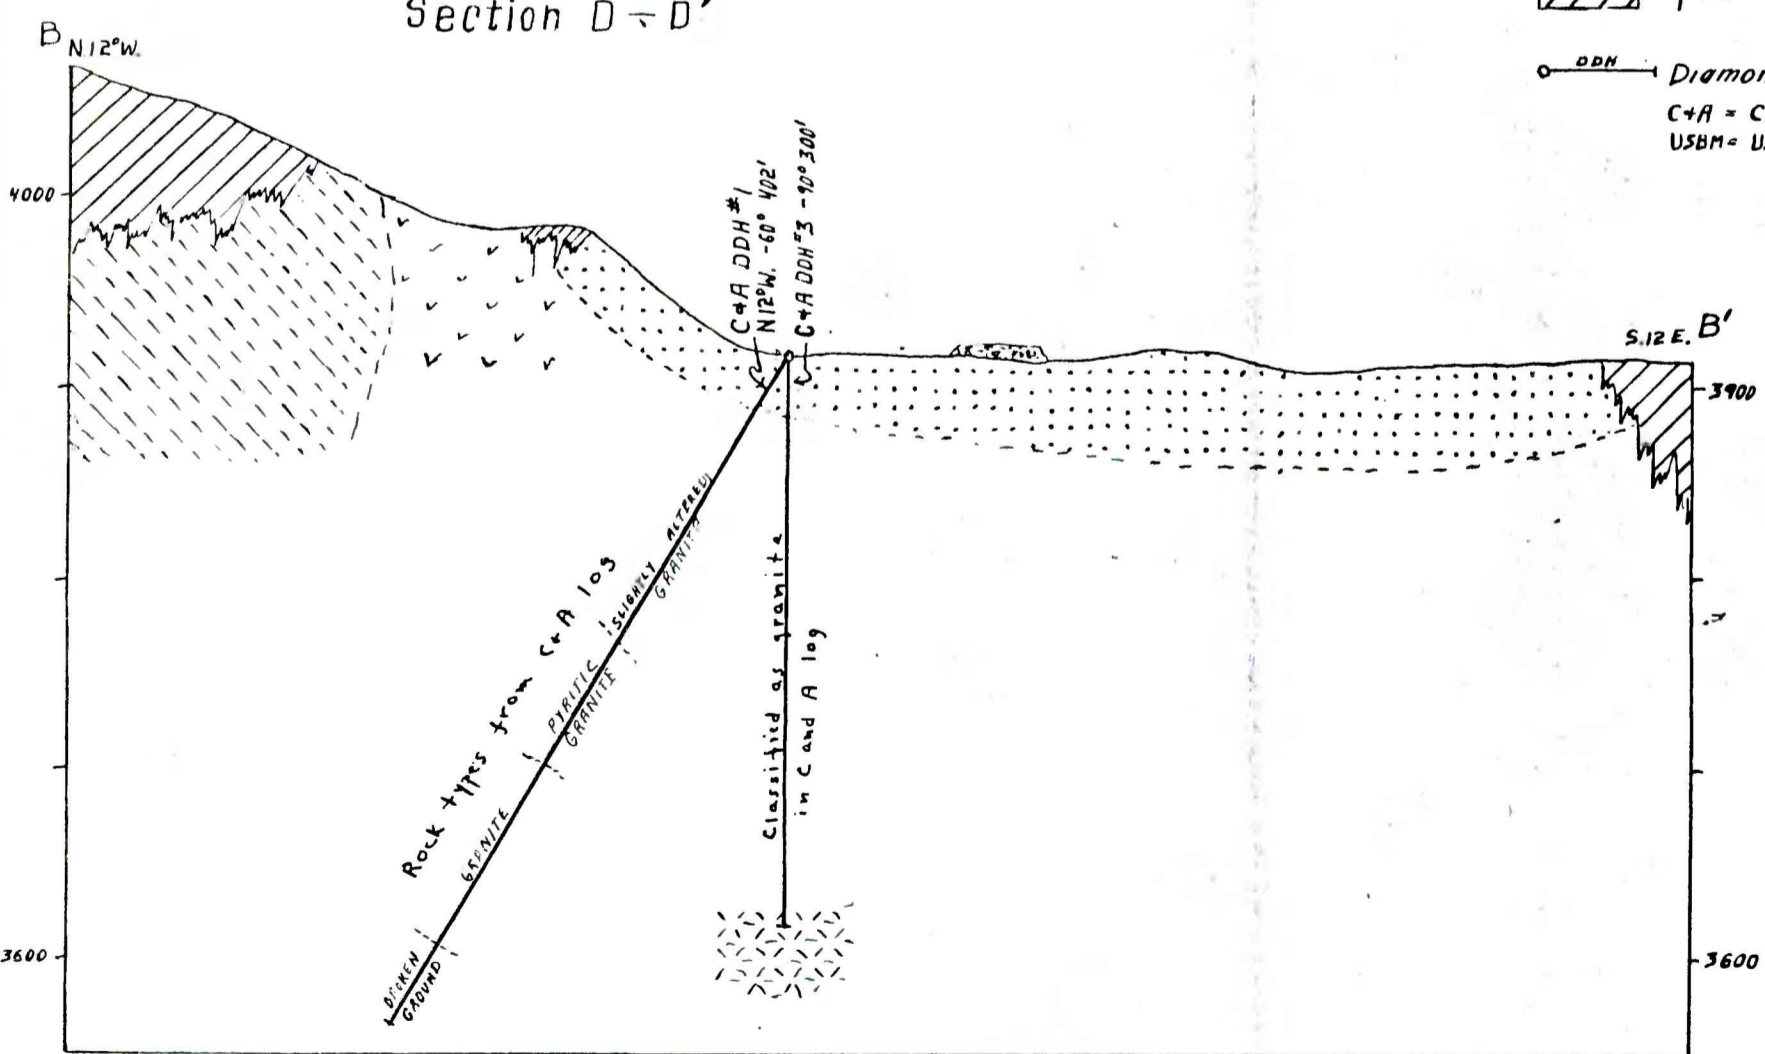 Section D - D'
B N12°W.
DDH
Diamon
C+A = C
USBM = U
4000
C&A DDH #1
N12°W. -60° 402'
C&A DDH #3 -90° 300'
S.12 E. B'
3900
SLIGHTLY ALTERED
GRANITE
Rock types from C&A log
PYRITIC
GRANITE
Classified as granite
in C and A log
GRANITE
3600
3600
BROKEN
GROUND